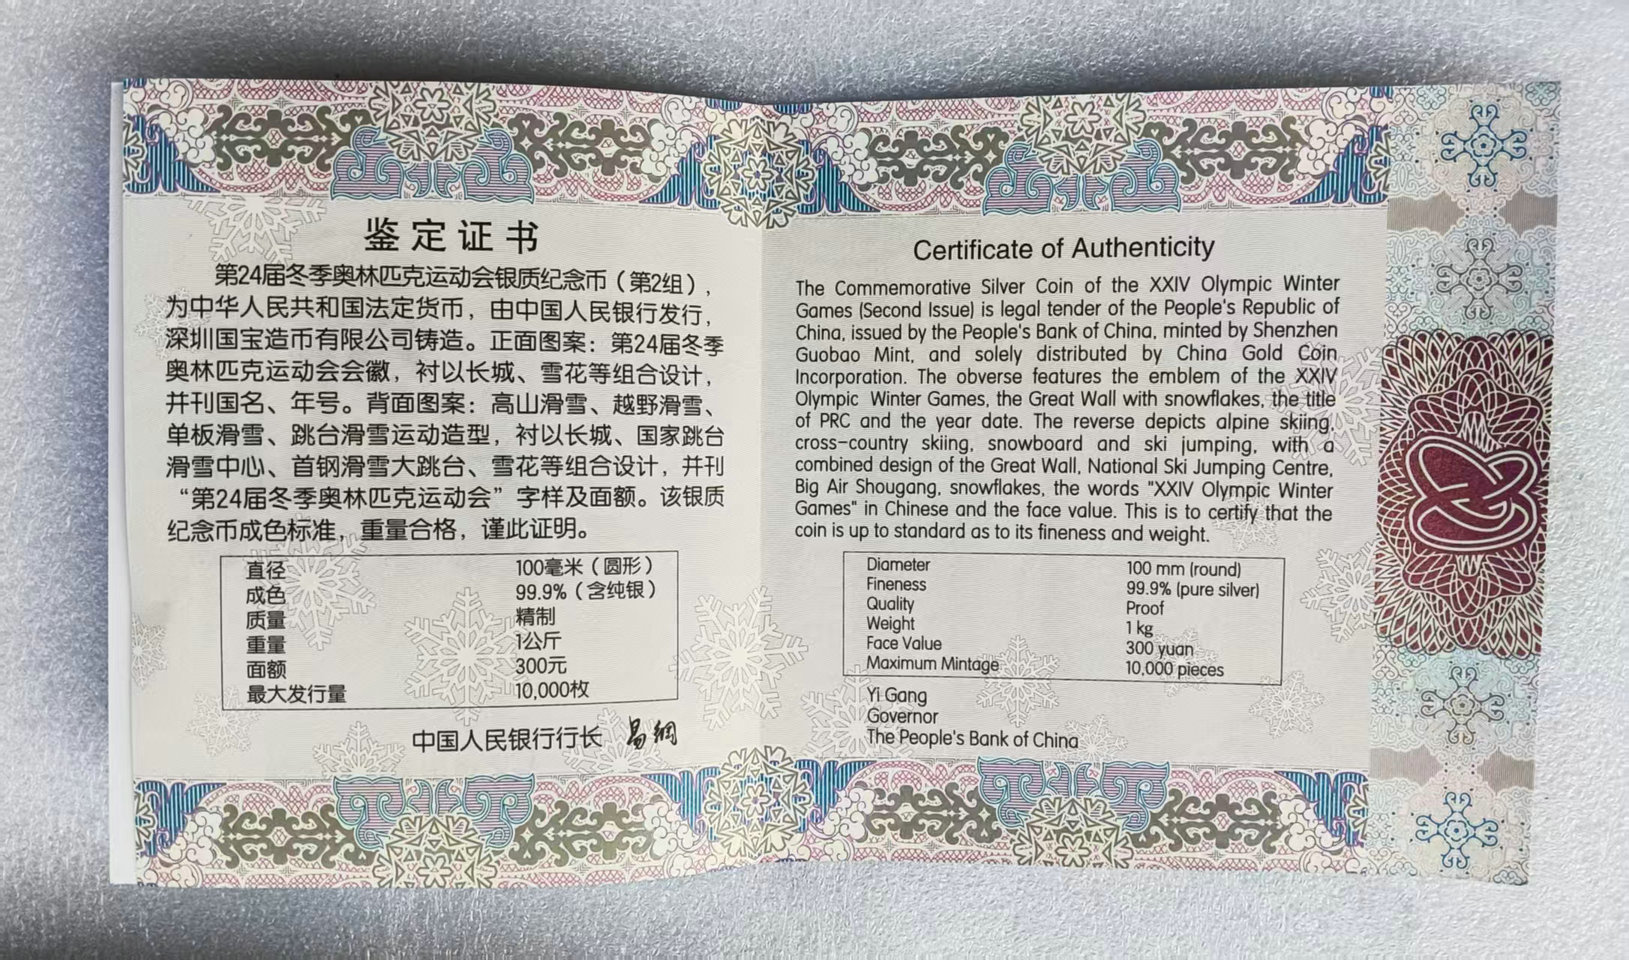 鉴定证书
第24届冬季奥林匹克运动会银质纪念币（第2组），
为中华人民共和国法定货币，由中国人民银行发行，
深圳国宝造币有限公司铸造。正面图案：第24届冬季
奥林匹克运动会会徽，衬以长城、雪花等组合设计，
并刊国名、年号。背面图案：高山滑雪、越野滑雪、
单板滑雪、跳台滑雪运动造型，衬以长城、国家跳台
滑雪中心、首钢滑雪大跳台、雪花等组合设计，并刊
“第24届冬季奥林匹克运动会”字样及面额。该银质
纪念币成色标准，重量合格，谨此证明。
直径 100毫米（圆形）
成色 99.9%（含纯银）
质量 精制
重量 1公斤
面额 300元
最大发行量 10,000枚
中国人民银行行长 易纲
Certificate of Authenticity
The Commemorative Silver Coin of the XXIV Olympic Winter
Games (Second Issue) is legal tender of the People's Republic of
China, issued by the People's Bank of China, minted by Shenzhen
Guobao Mint, and solely distributed by China Gold Coin
Incorporation. The obverse features the emblem of the XXIV
Olympic Winter Games, the Great Wall with snowflakes, the title
of PRC and the year date. The reverse depicts alpine skiing,
cross-country skiing, snowboard and ski jumping, with a
combined design of the Great Wall, National Ski Jumping Centre,
Big Air Shougang, snowflakes, the words "XXIV Olympic Winter
Games" in Chinese and the face value. This is to certify that the
coin is up to standard as to its fineness and weight.
Diameter 100 mm (round)
Fineness 99.9% (pure silver)
Quality Proof
Weight 1 kg
Face Value 300 yuan
Maximum Mintage 10,000 pieces
Yi Gang
Governor
The People's Bank of China